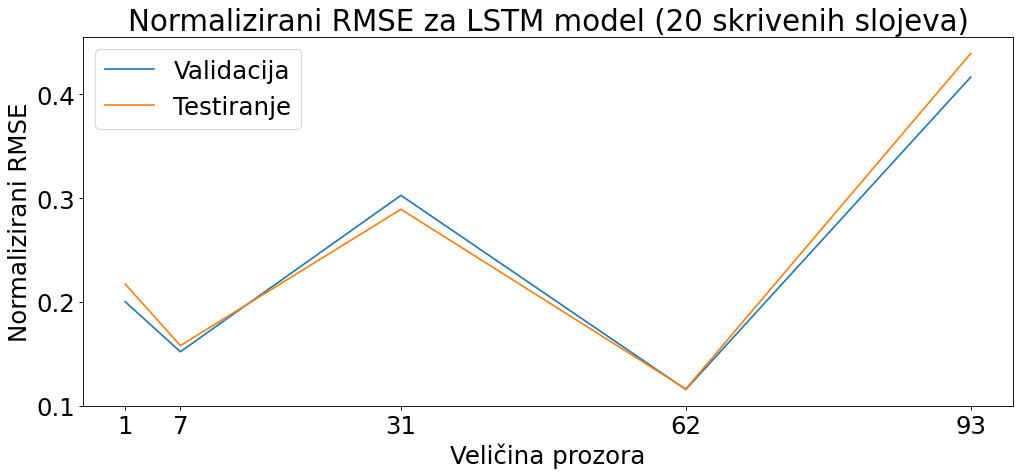 Normalizirani RMSE za LSTM model (20 skrivenih slojeva)
Validacija
Testiranje
Normalizirani RMSE
0.4
0.3
0.2
0.1
1 7 31 62 93
Veličina prozora